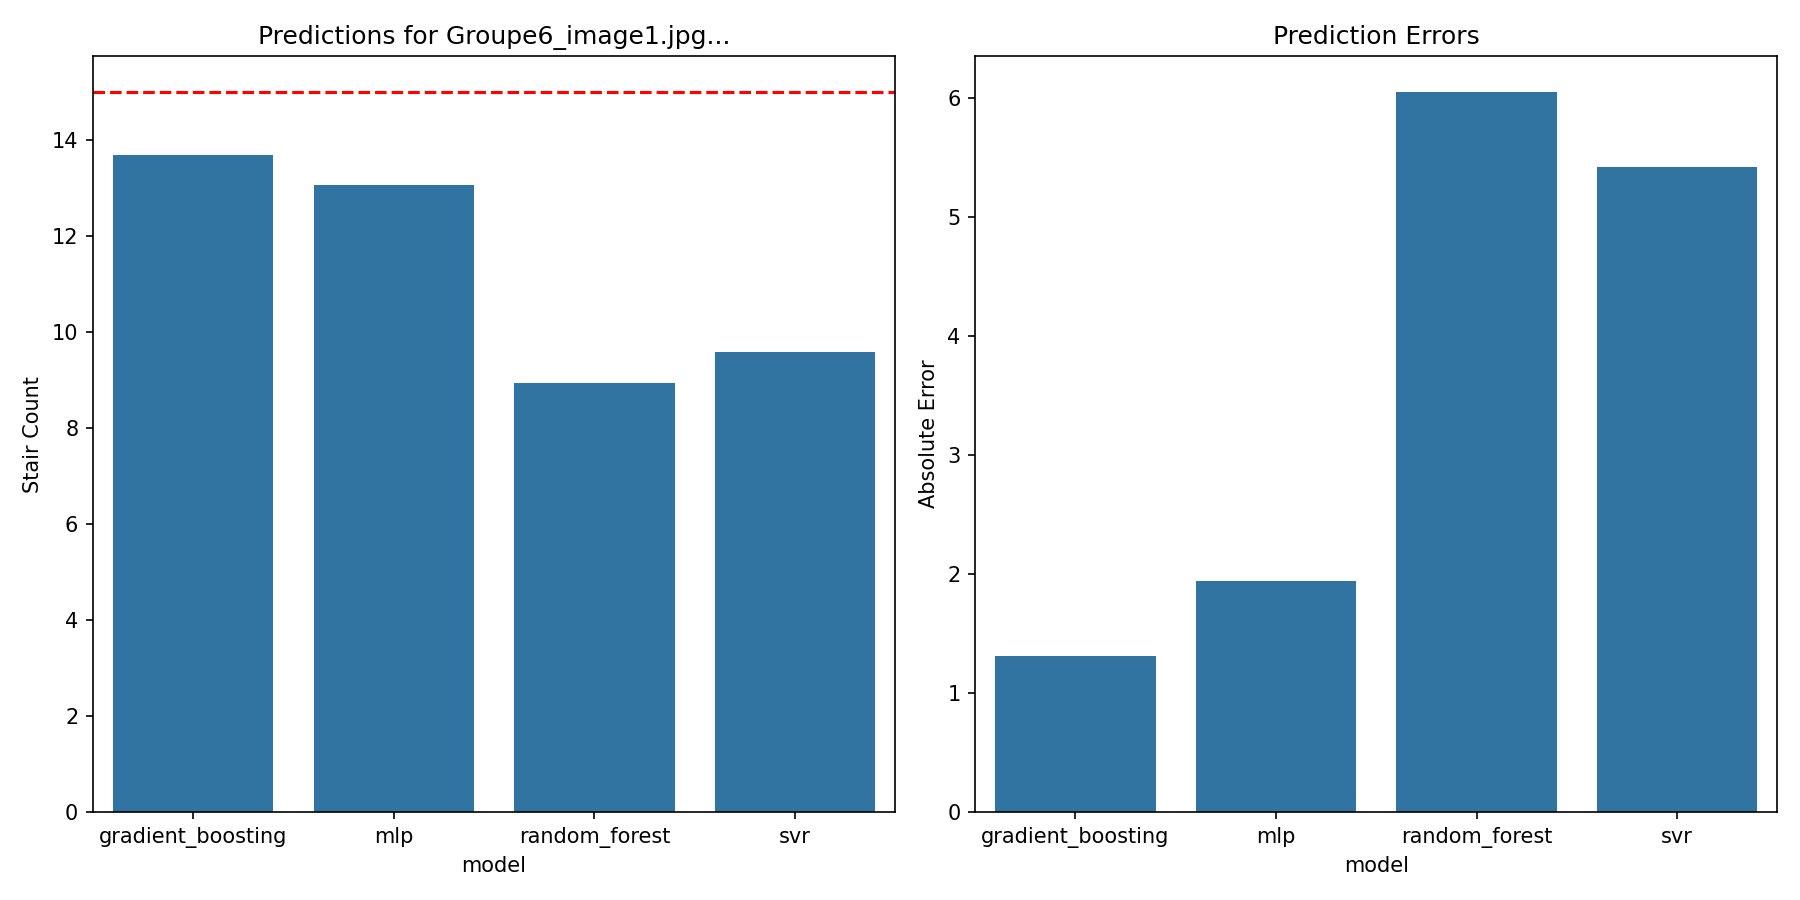 Predictions for Groupe6_image1.jpg...
Stair Count
14
12
10
8
6
4
2
0
gradient_boosting mlp random_forest svr
model
Prediction Errors
Absolute Error
6
5
4
3
2
1
0
gradient_boosting mlp random_forest svr
model